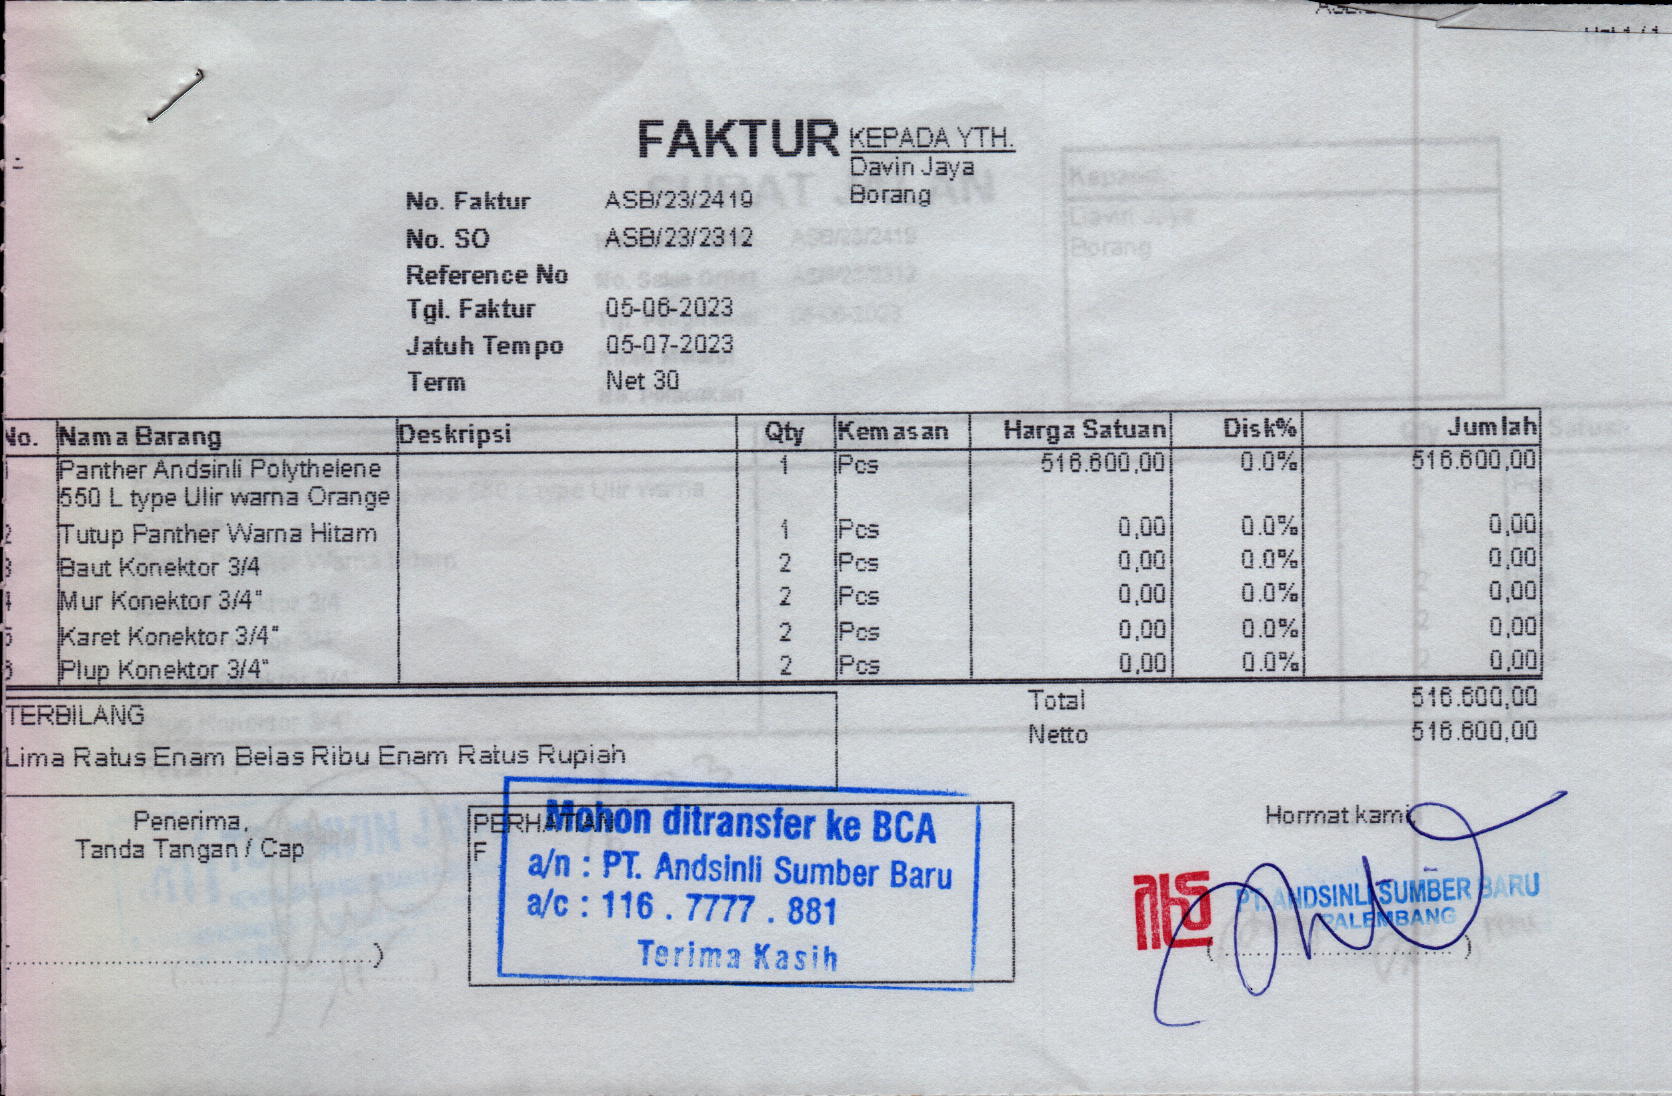 FAKTUR
KEPADA YTH.
Davin Jaya
Borang
No. Faktur ASB/23/2419
No. SO ASB/23/2312
Reference No
Tgl. Faktur 05-06-2023
Jatuh Tempo 05-07-2023
Term Net 30
No. Nama Barang Deskripsi Qty Kemasan Harga Satuan Disk% Jumlah
1 Panther Andsinli Polythelene 1 Pcs 516.600,00 0.0% 516.600,00
550 L type Ulir warna Orange
2 Tutup Panther Warna Hitam 1 Pcs 0,00 0.0% 0,00
3 Baut Konektor 3/4 2 Pcs 0,00 0.0% 0,00
4 Mur Konektor 3/4" 2 Pcs 0,00 0.0% 0,00
5 Karet Konektor 3/4" 2 Pcs 0,00 0.0% 0,00
6 Plup Konektor 3/4" 2 Pcs 0,00 0.0% 0,00
Total 516.600,00
Netto 516.600,00
TERBILANG
Lima Ratus Enam Belas Ribu Enam Ratus Rupiah
Penerima,
Tanda Tangan / Cap
PERHATIAN
F
Mohon ditransfer ke BCA
a/n : PT. Andsinli Sumber Baru
a/c : 116 . 7777 . 881
Terima Kasih
Hormat kami,
PT. ANDSINLI SUMBER BARU
PALEMBANG